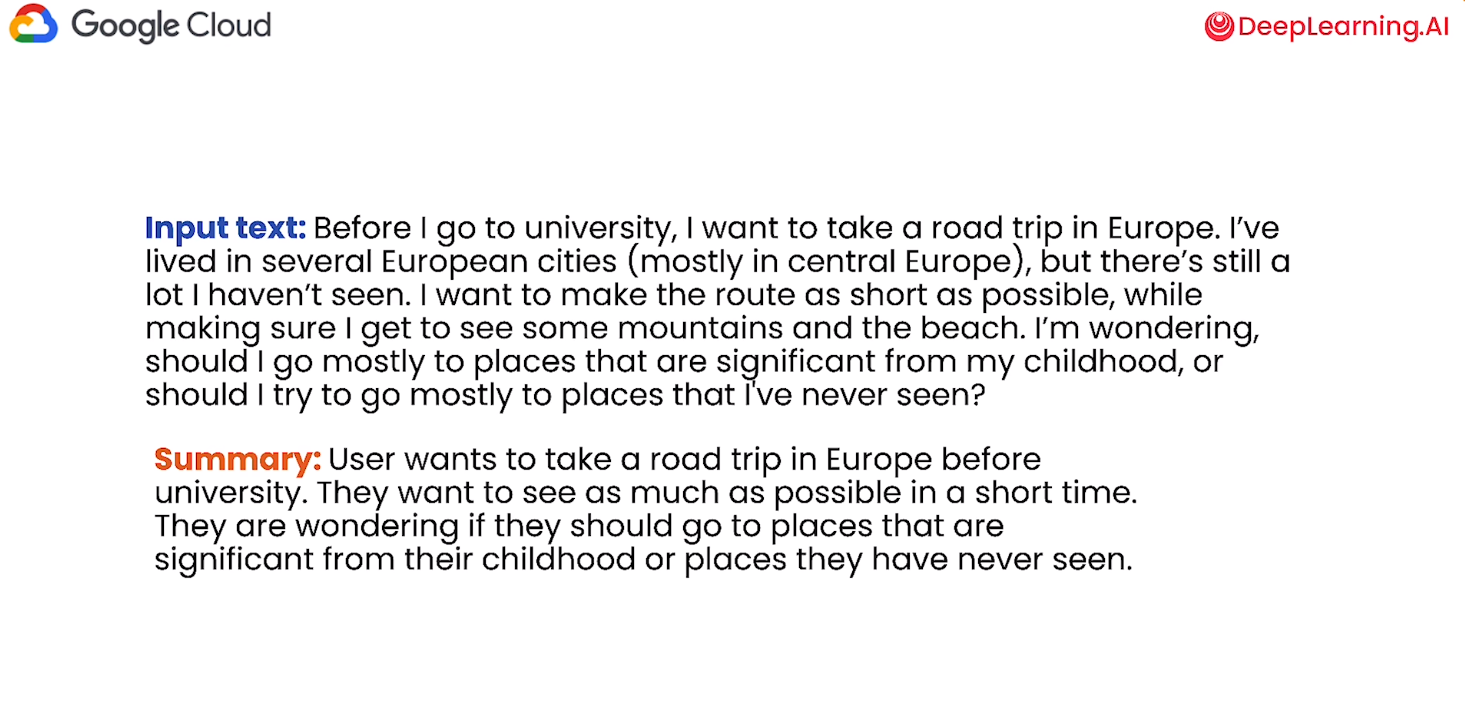 Google Cloud
DeepLearning.AI
Input text: Before I go to university, I want to take a road trip in Europe. I’ve
lived in several European cities (mostly in central Europe), but there’s still a
lot I haven’t seen. I want to make the route as short as possible, while
making sure I get to see some mountains and the beach. I’m wondering,
should I go mostly to places that are significant from my childhood, or
should I try to go mostly to places that I've never seen?
Summary: User wants to take a road trip in Europe before
university. They want to see as much as possible in a short time.
They are wondering if they should go to places that are
significant from their childhood or places they have never seen.